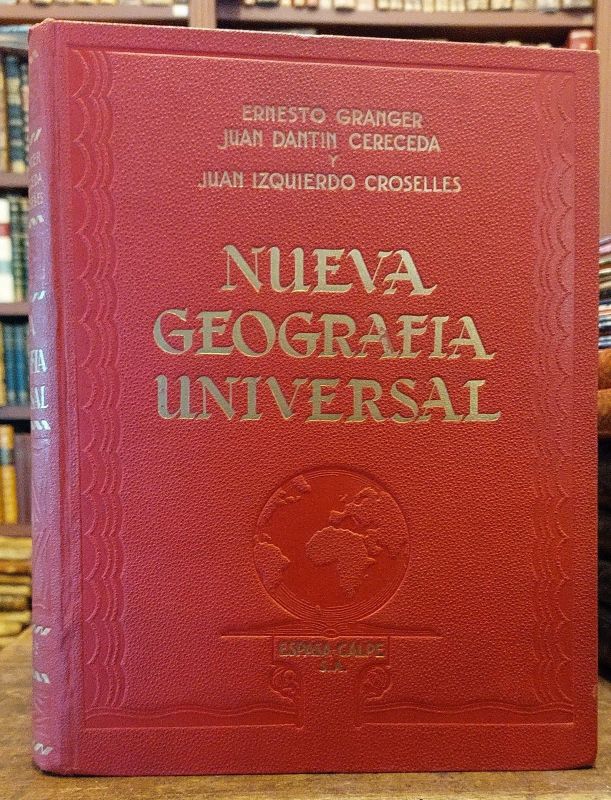 ERNESTO GRANGER
JUAN DANTIN CERECEDA
Y
JUAN IZQUIERDO CROSELLES
NUEVA
GEOGRAFIA
UNIVERSAL
ESPASA-CALPE
S.A.